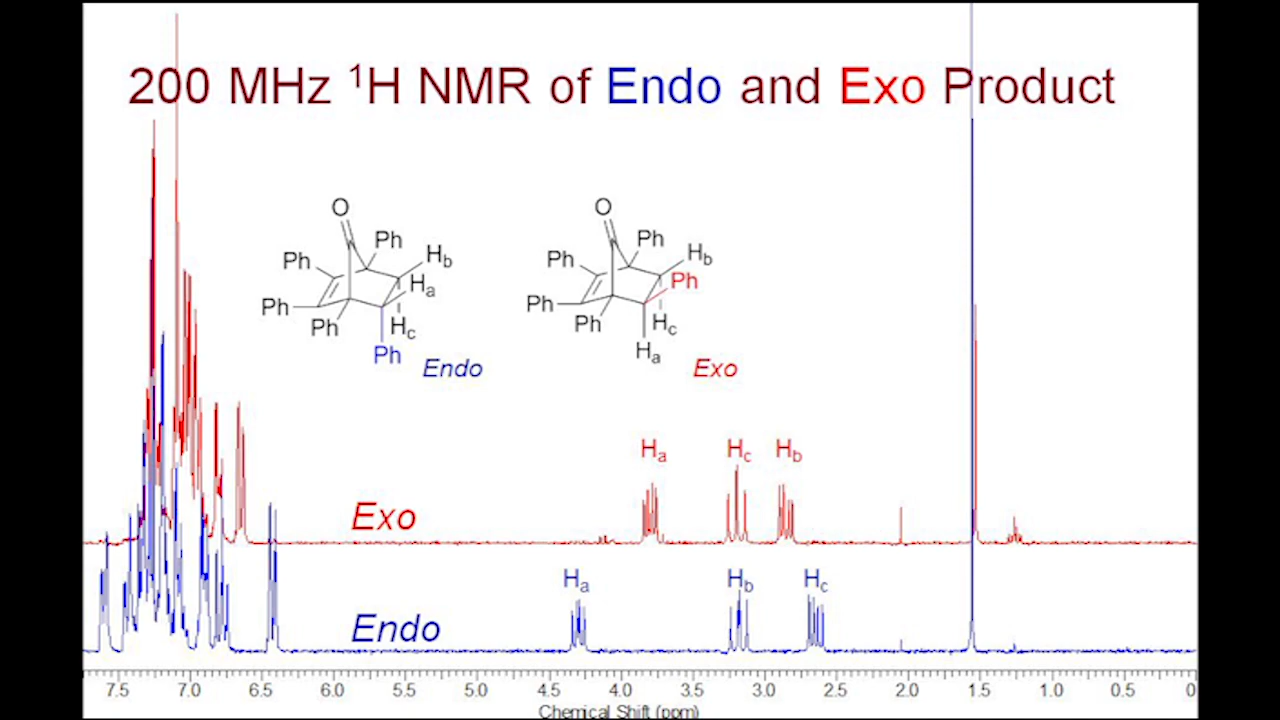 200 MHz ¹H NMR of Endo and Exo Product
O
Ph
Ph
Hb
Ha
Ph
Ph
Hc
Ph
Endo
O
Ph
Ph
Hb
Ph
Ph
Ph
Hc
Ha
Exo
Ha
Hc
Hb
Exo
Ha
Hb
Hc
Endo
7.5 7.0 6.5 6.0 5.5 5.0 4.5 4.0 3.5 3.0 2.5 2.0 1.5 1.0 0.5 0
Chemical Shift (ppm)